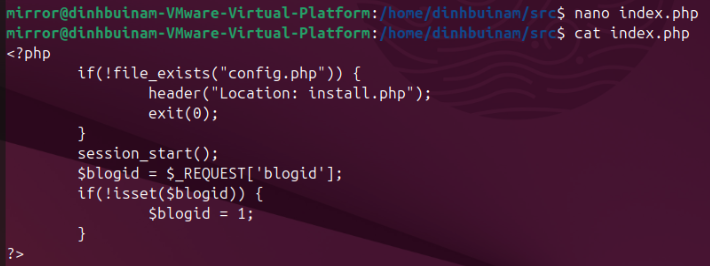 mirror@dinhbuinam-VMware-Virtual-Platform:/home/dinhbuinam/src$ nano index.php
mirror@dinhbuinam-VMware-Virtual-Platform:/home/dinhbuinam/src$ cat index.php
<?php
        if(!file_exists("config.php")) {
                header("Location: install.php");
                exit(0);
        }
        session_start();
        $blogid = $_REQUEST['blogid'];
        if(!isset($blogid)) {
                $blogid = 1;
        }
?>